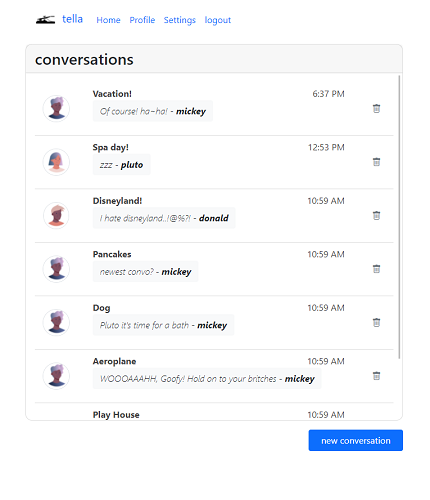 tella Home Profile Settings logout
conversations
Vacation! 6:37 PM
Of course! ha-ha! - mickey
Spa day! 12:53 PM
zzz - pluto
Disneyland! 10:59 AM
I hate disneyland..!@%?! - donald
Pancakes 10:59 AM
newest convo? - mickey
Dog 10:59 AM
Pluto it's time for a bath - mickey
Aeroplane 10:59 AM
WOOOAAAHH, Goofy! Hold on to your britches - mickey
Play House 10:59 AM
new conversation